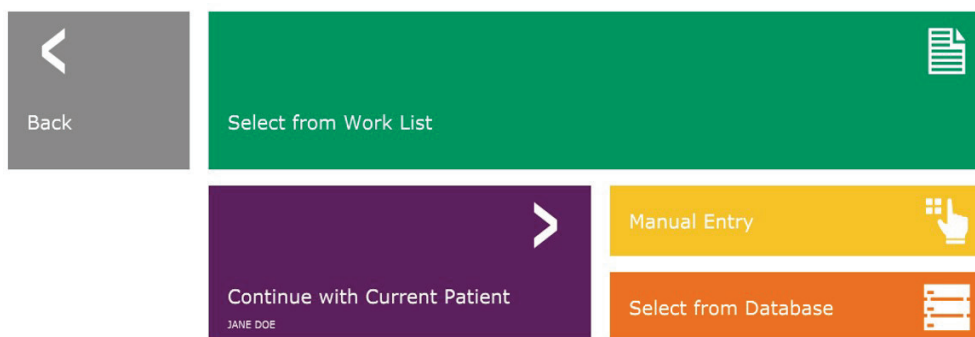 Back
Select from Work List
Continue with Current Patient
JANE DOE
Manual Entry
Select from Database